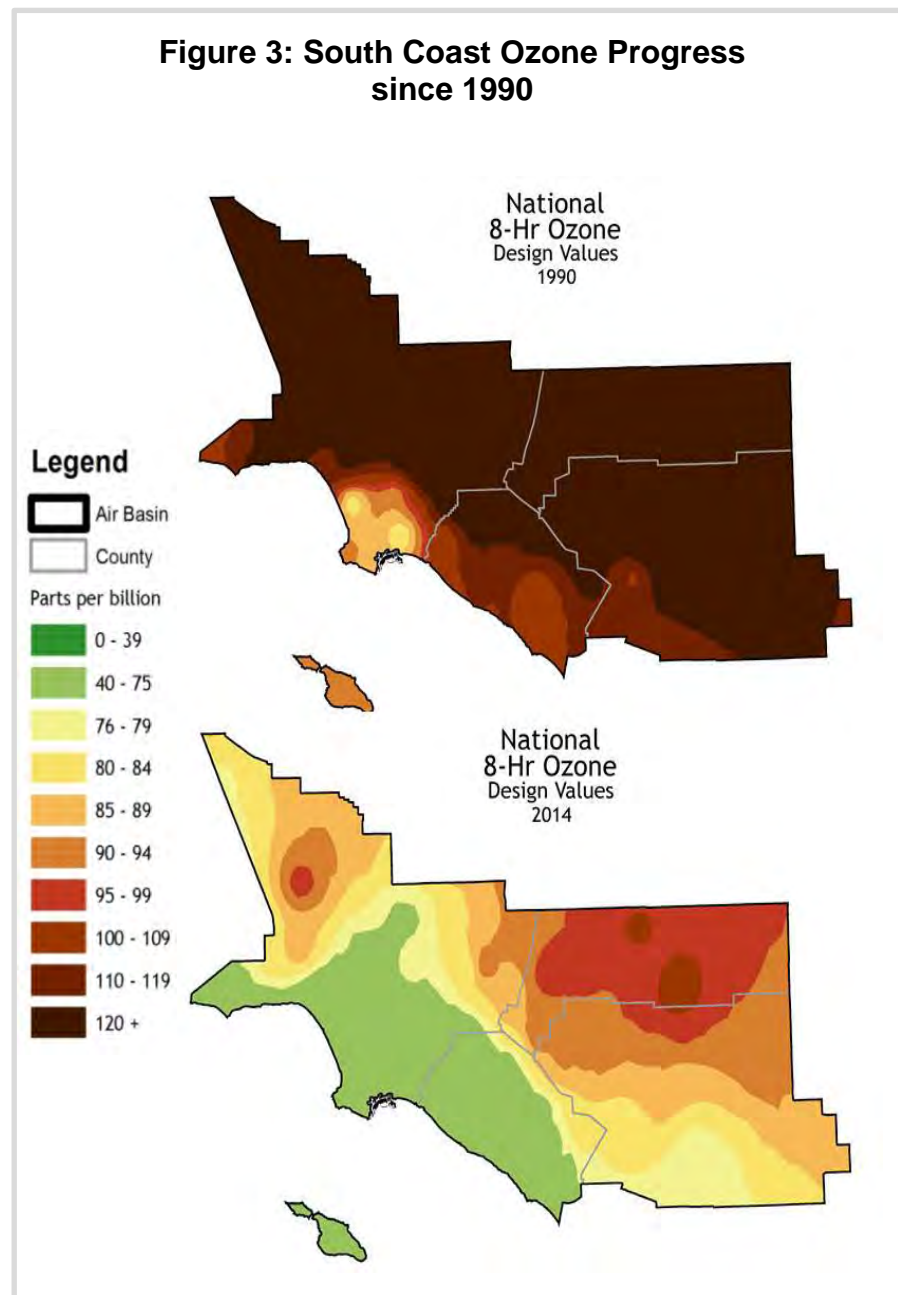 Figure 3: South Coast Ozone Progress
since 1990
National
8-Hr Ozone
Design Values
1990
Legend
Air Basin
County
Parts per billion
0 - 39
40 - 75
76 - 79
80 - 84
85 - 89
90 - 94
95 - 99
100 - 109
110 - 119
120 +
National
8-Hr Ozone
Design Values
2014